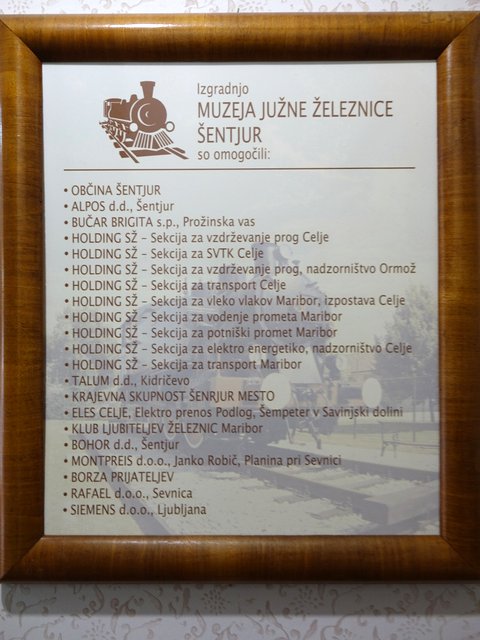 Izgradnjo
MUZEJA JUŽNE ŽELEZNICE
ŠENTJUR
so omogočili:
• OBČINA ŠENTJUR
• ALPOS d.d., Šentjur
• BUČAR BRIGITA s.p., Prožinska vas
• HOLDING SŽ – Sekcija za vzdrževanje prog Celje
• HOLDING SŽ – Sekcija za SVTK Celje
• HOLDING SŽ – Sekcija za vzdrževanje prog, nadzorništvo Ormož
• HOLDING SŽ – Sekcija za transport Celje
• HOLDING SŽ – Sekcija za vleko vlakov Maribor, izpostava Celje
• HOLDING SŽ – Sekcija za vodenje prometa Maribor
• HOLDING SŽ – Sekcija za potniški promet Maribor
• HOLDING SŽ – Sekcija za elektro energetiko, nadzorništvo Celje
• HOLDING SŽ – Sekcija za transport Maribor
• TALUM d.d., Kidričevo
• KRAJEVNA SKUPNOST ŠENRJUR MESTO
• ELES CELJE, Elektro prenos Podlog, Šempeter v Savinjski dolini
• KLUB LJUBITELJEV ŽELEZNIC Maribor
• BOHOR d.d., Šentjur
• MONTPREIS d.o.o., Janko Robič, Planina pri Sevnici
• BORZA PRIJATELJEV
• RAFAEL d.o.o., Sevnica
• SIEMENS d.o.o., Ljubljana